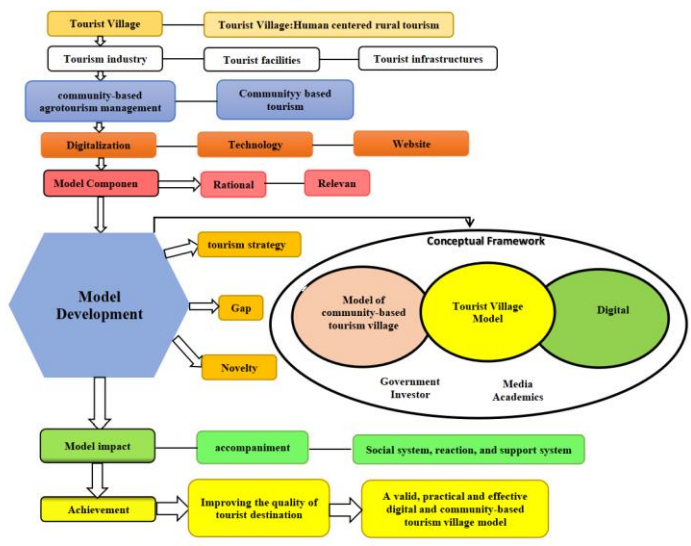 Tourist Village
Tourist Village:Human centered rural tourism
Tourism industry
Tourist facilities
Tourist infrastructures
community-based
agrotourism management
Communityy based
tourism
Digitalization
Technology
Website
Model Componen
Rational
Relevan
Model
Development
tourism strategy
Gap
Novelty
Conceptual Framework
Model of
community-based
tourism village
Tourist Village
Model
Digital
Government
Investor
Media
Academics
Model impact
accompaniment
Social system, reaction, and support system
Achievement
Improving the quality of
tourist destination
A valid, practical and effective
digital and community-based
tourism village model